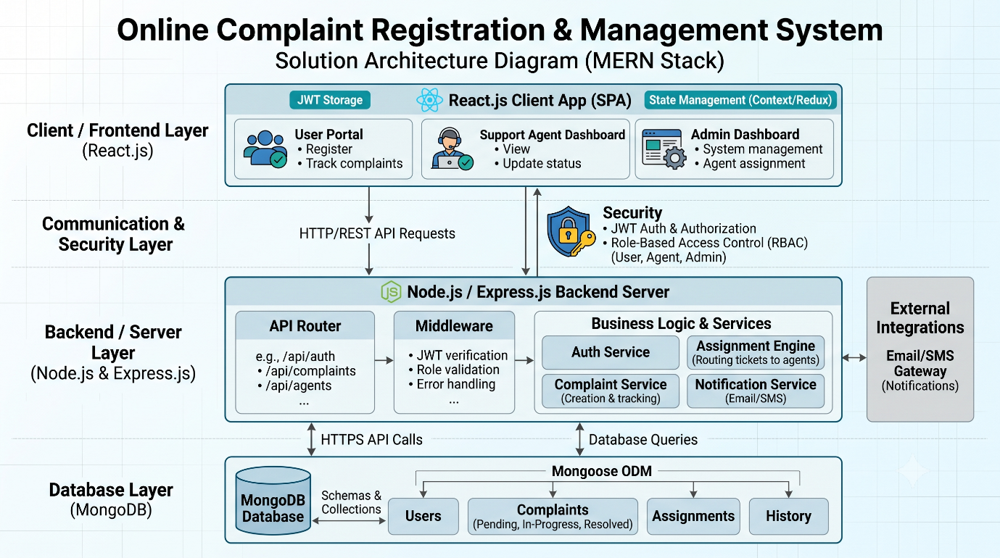 Online Complaint Registration & Management System
Solution Architecture Diagram (MERN Stack)
Client / Frontend Layer
(React.js)
JWT Storage
React.js Client App (SPA)
State Management (Context/Redux)
User Portal
• Register
• Track complaints
Support Agent Dashboard
• View
• Update status
Admin Dashboard
• System management
• Agent assignment
Communication &
Security Layer
HTTP/REST API Requests
Security
• JWT Auth & Authorization
• Role-Based Access Control (RBAC)
(User, Agent, Admin)
Backend / Server
Layer
(Node.js & Express.js)
JS
Node.js / Express.js Backend Server
API Router
e.g., /api/auth
• /api/complaints
• /api/agents
...
Middleware
• JWT verification
• Role validation
• Error handling
...
Business Logic & Services
Auth Service
Assignment Engine
(Routing tickets to agents)
Complaint Service
(Creation & tracking)
Notification Service
(Email/SMS)
External
Integrations
Email/SMS
Gateway
(Notifications)
HTTPS API Calls
Database Queries
Database Layer
(MongoDB)
MongoDB
Database
Schemas &
Collections
Mongoose ODM
Users
Complaints
(Pending, In-Progress, Resolved)
Assignments
History